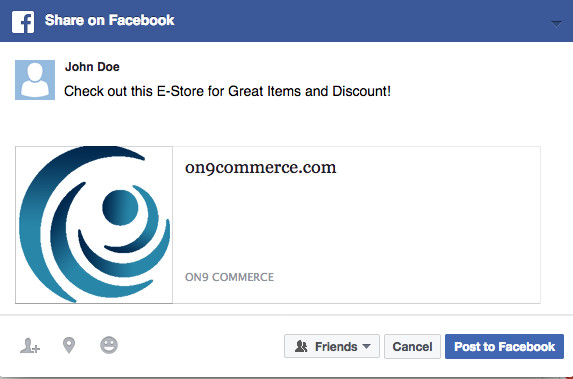 Share on Facebook
John Doe
Check out this E-Store for Great Items and Discount!
on9commerce.com
ON9 COMMERCE
Friends Cancel Post to Facebook